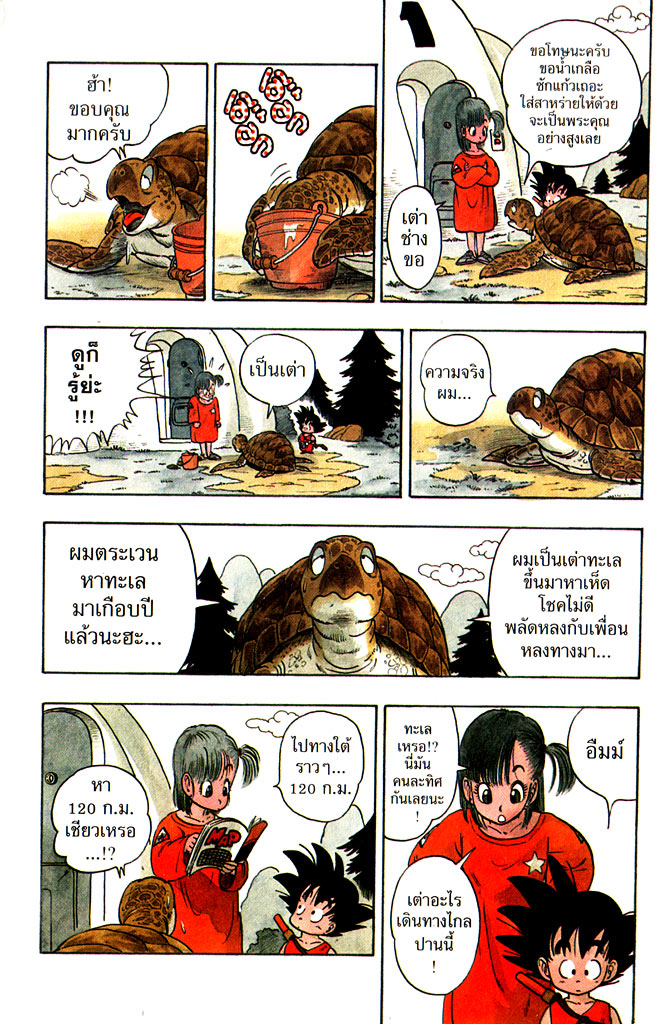 1
ขอโทษนะครับ
ขอน้ำเกลือ
ซักแก้วเถอะ
ใส่สาหร่ายให้ด้วย
จะเป็นพระคุณ
อย่างสูงเลย
เต่า
ช่าง
ขอ
ฮ้า!
ขอบคุณ
มากครับ
ความจริง
ผม...
เป็นเต่า
ดูก็
รู้ย่ะ
!!!
ผมเป็นเต่าทะเล
ขึ้นมาหาเห็ด
โชคไม่ดี
พลัดหลงกับเพื่อน
หลงทางมา...
ผมตระเวน
หาทะเล
มาเกือบปี
แล้วนะฮะ...
อืมม์
ทะเล
เหรอ!?
นี่มัน
คนละทิศ
กันเลยนะ
!
เต่าอะไร
เดินทางไกล
ปานนี้
!
ไปทางใต้
ราวๆ...
120 ก.ม.
MAP
หา
120 ก.ม.
เชียวเหรอ
...!?